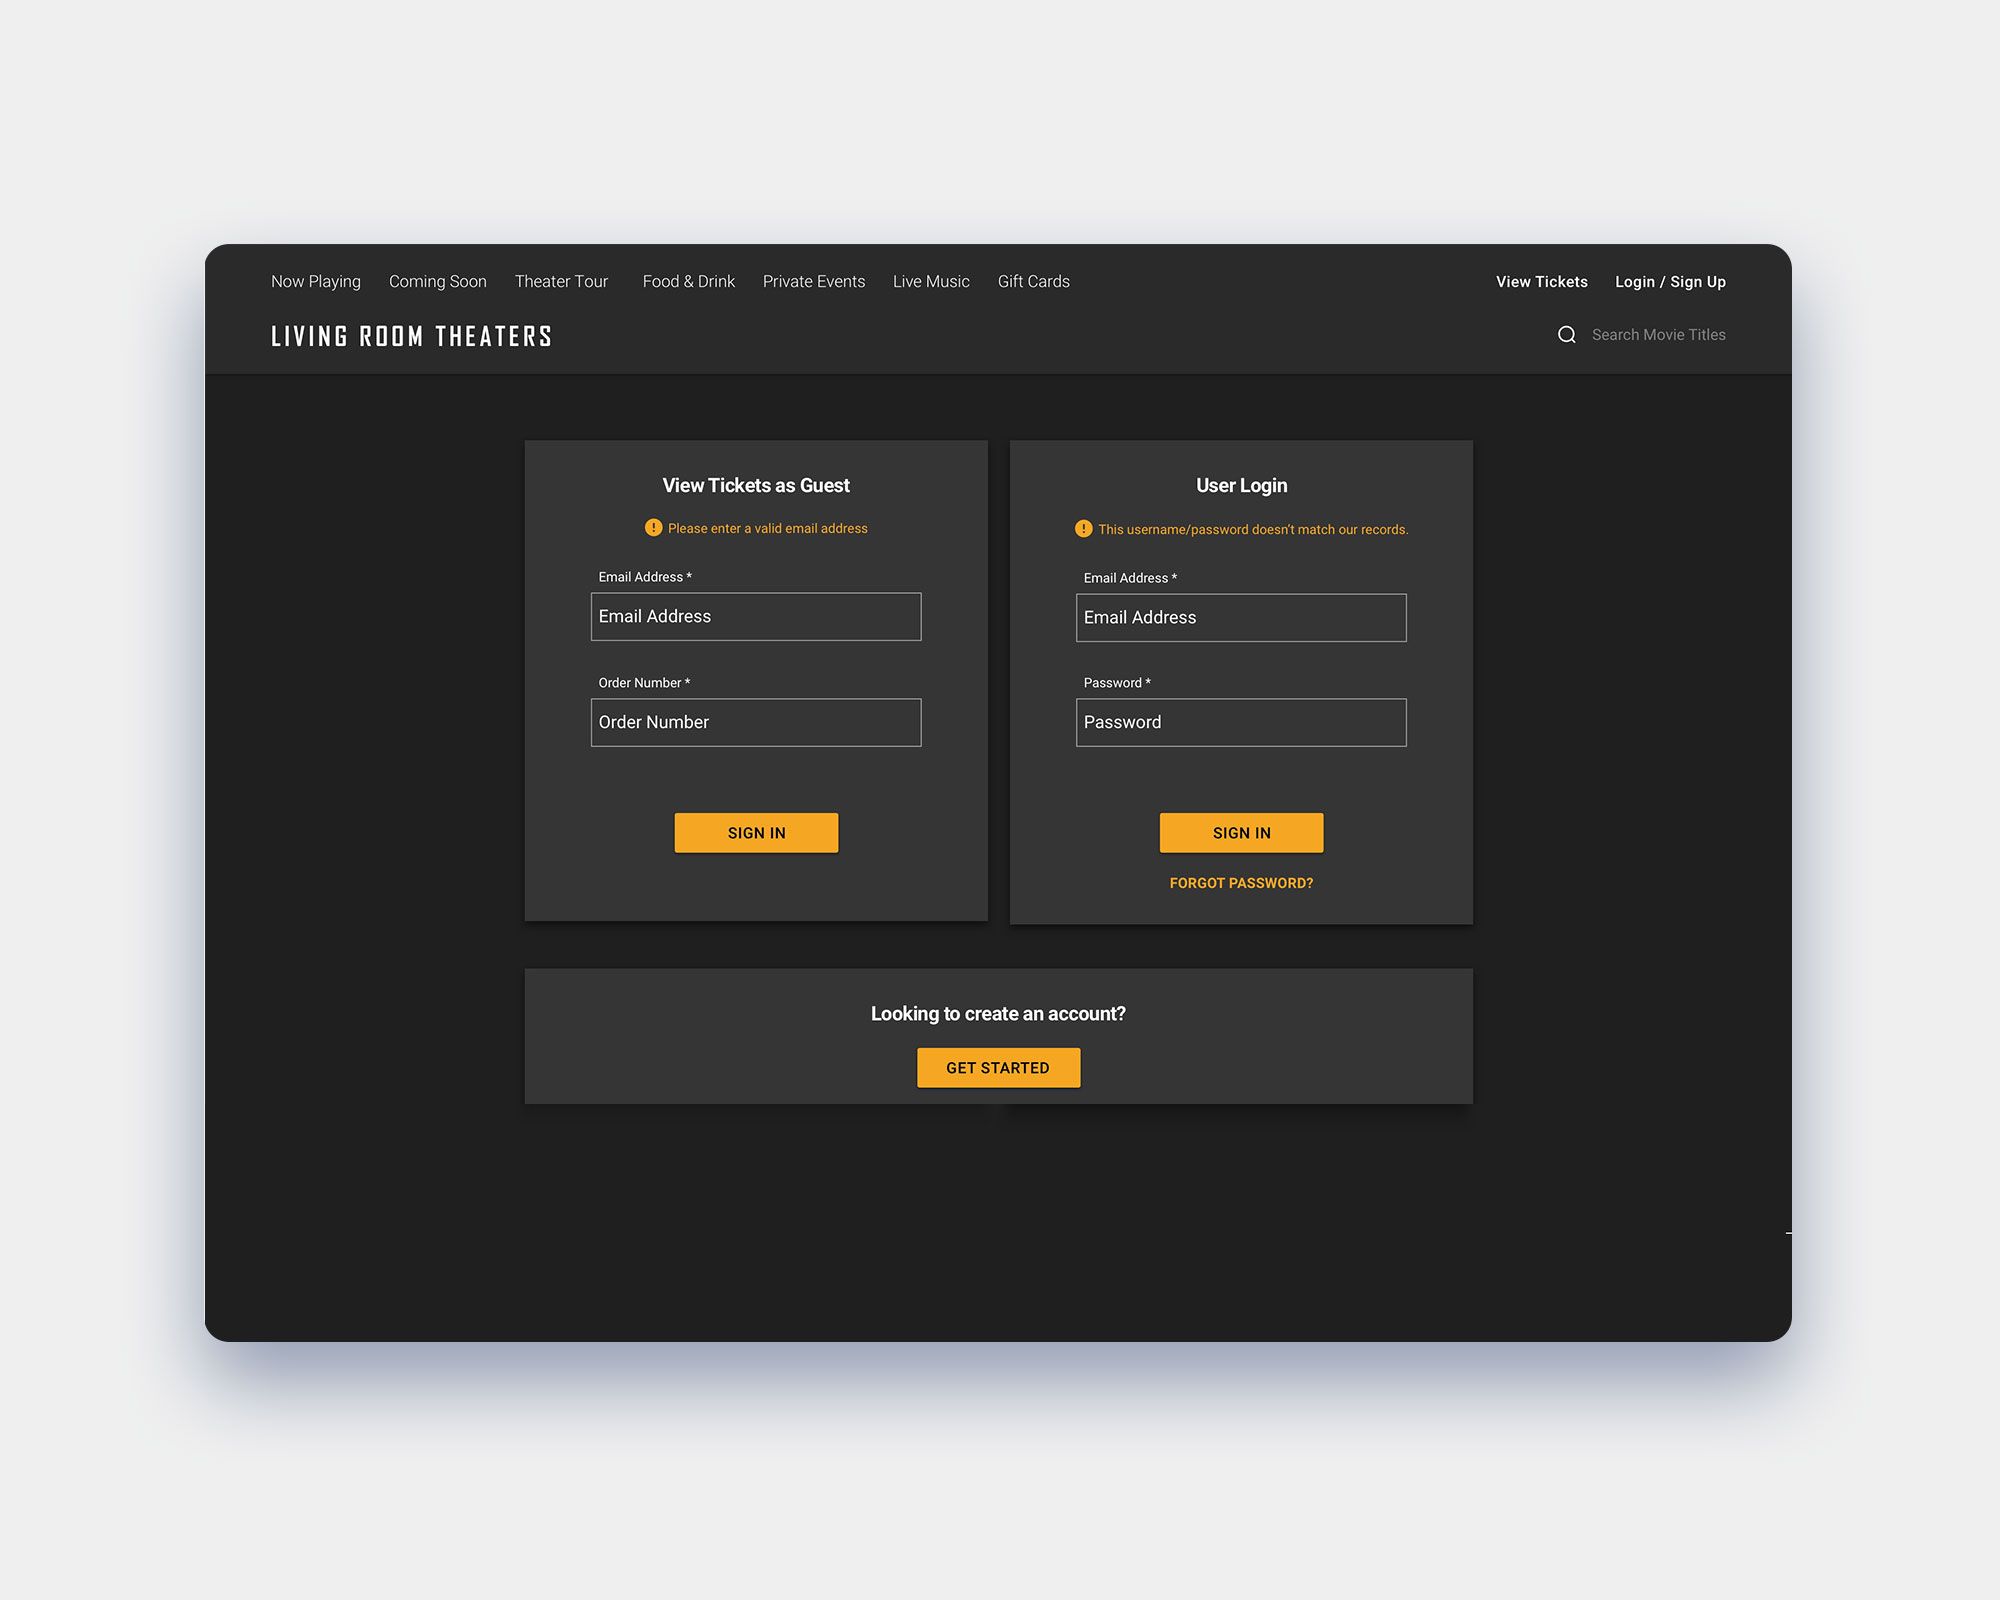 Now Playing Coming Soon Theater Tour Food & Drink Private Events Live Music Gift Cards View Tickets Login / Sign Up
LIVING ROOM THEATERS Search Movie Titles
View Tickets as Guest
Please enter a valid email address
Email Address *
Email Address
Order Number *
Order Number
SIGN IN
User Login
This username/password doesn't match our records.
Email Address *
Email Address
Password *
Password
SIGN IN
FORGOT PASSWORD?
Looking to create an account?
GET STARTED